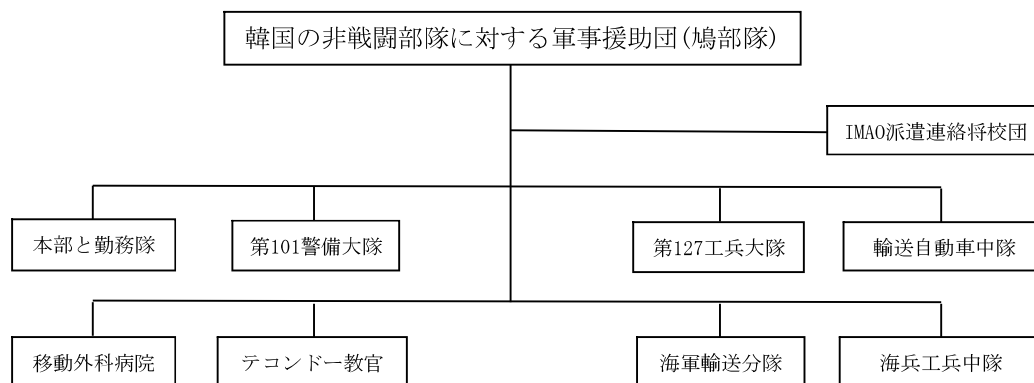 韓国の非戦闘部隊に対する軍事援助団(鳩部隊)
IMAO派遣連絡将校団
本部と勤務隊
第101警備大隊
第127工兵大隊
輸送自動車中隊
移動外科病院
テコンドー教官
海軍輸送分隊
海兵工兵中隊